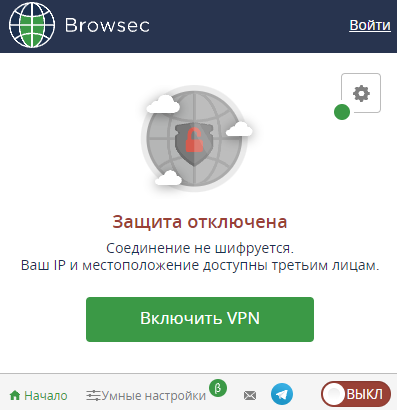 Browsec
Войти
Защита отключена
Соединение не шифруется.
Ваш IP и местоположение доступны третьим лицам.
Включить VPN
Начало
Умные настройки β
ВЫКЛ